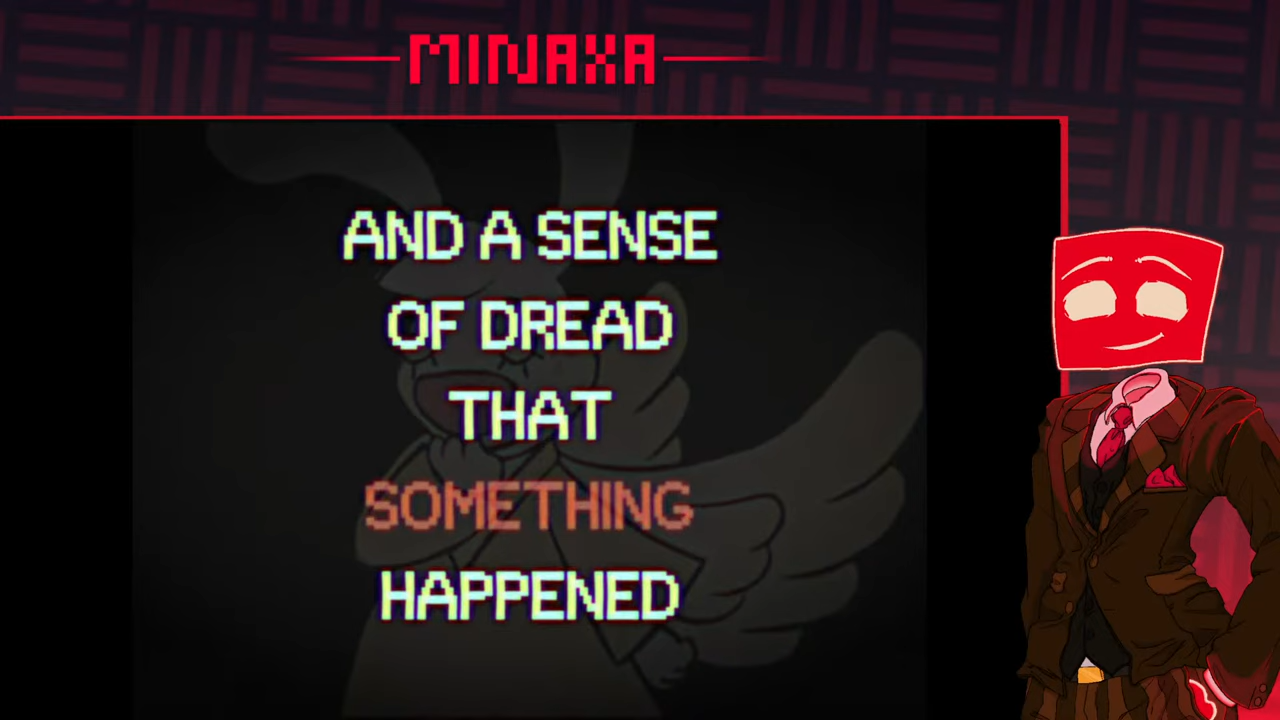 MINAXA
AND A SENSE
OF DREAD
THAT
SOMETHING
HAPPENED